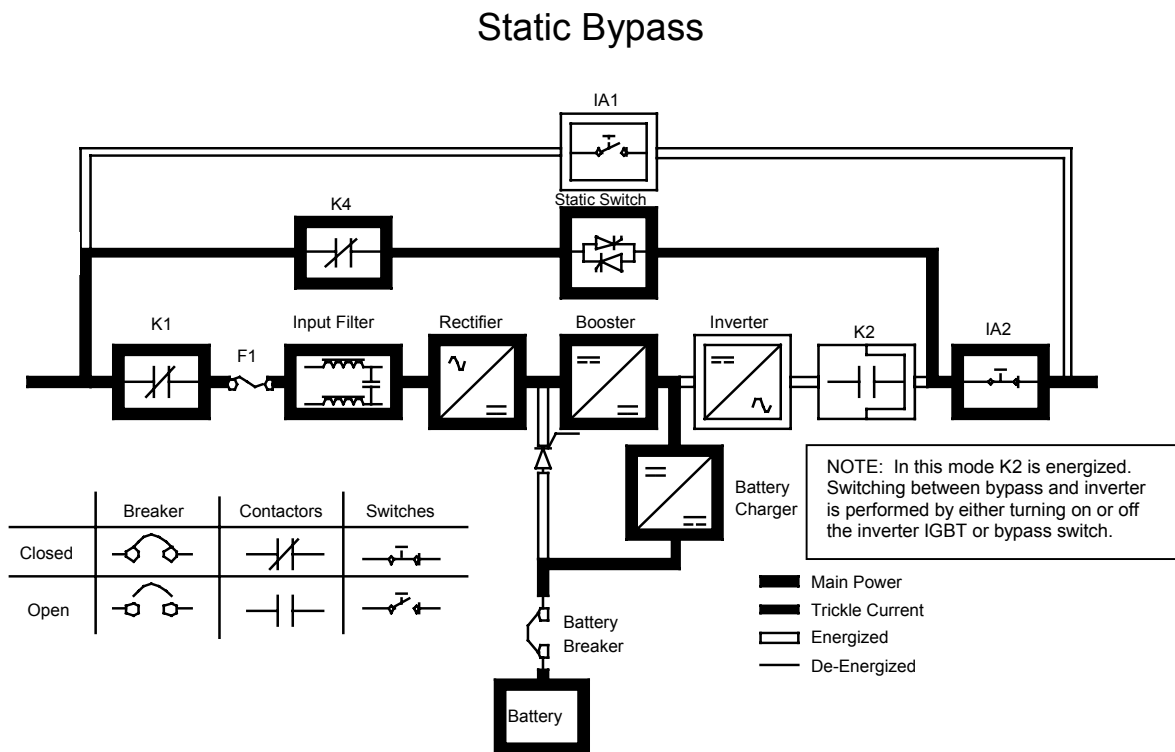 Static Bypass
IA1
Static Switch
K4
K1
F1
Input Filter
Rectifier
Booster
Inverter
K2
IA2
Battery
Charger
NOTE: In this mode K2 is energized.
Switching between bypass and inverter
is performed by either turning on or off
the inverter IGBT or bypass switch.
Breaker
Contactors
Switches
Closed
Open
Battery
Breaker
Battery
Main Power
Trickle Current
Energized
De-Energized